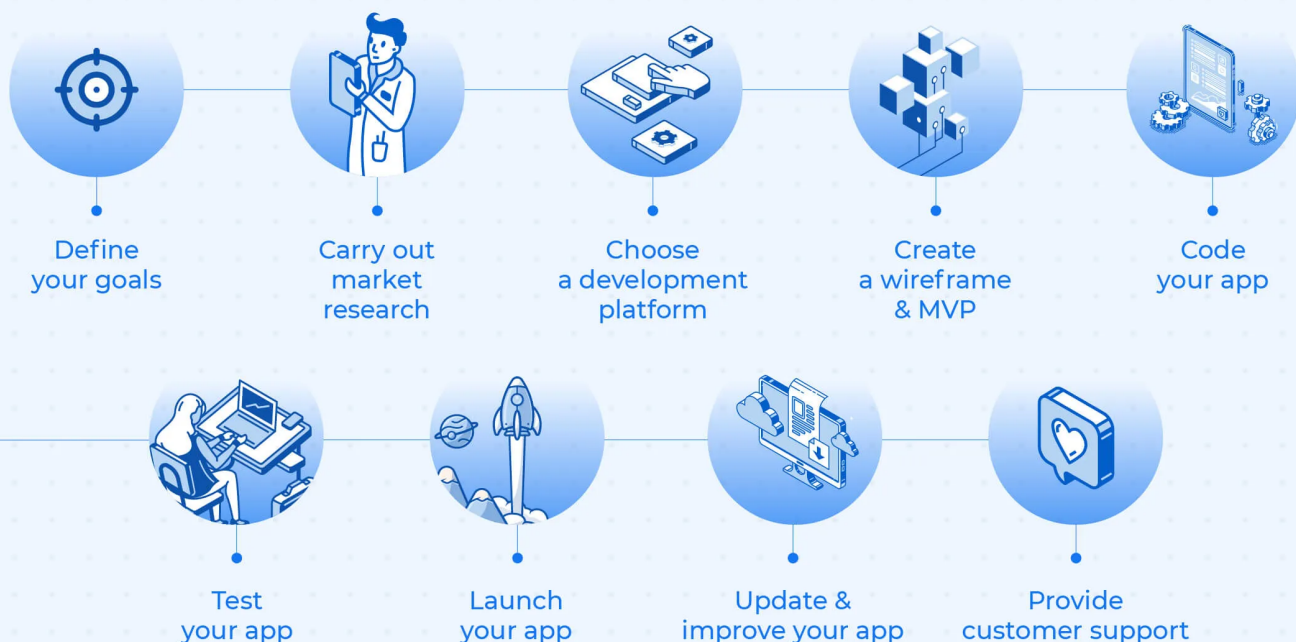 Define
your goals
Carry out
market
research
Choose
a development
platform
Create
a wireframe
& MVP
Code
your app
Test
your app
Launch
your app
Update &
improve your app
Provide
customer support